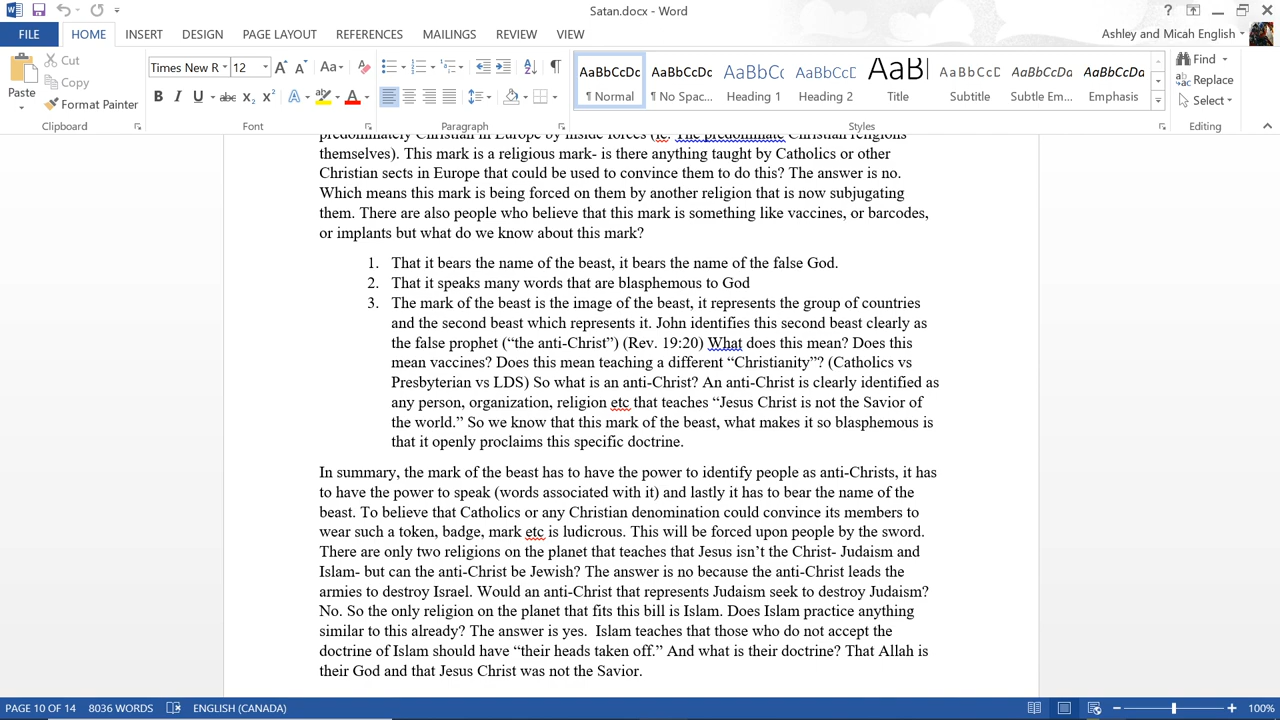 Satan.docx - Word
FILE HOME INSERT DESIGN PAGE LAYOUT REFERENCES MAILINGS REVIEW VIEW Ashley and Micah English
Paste
Cut
Copy
Format Painter
Clipboard
Times New R 12
Font
Paragraph
AaBbCcDc AaBbCcDc AaBbCc AaBbCcD AaB AaBbCcD AaBbCcDc AaBbCcDc
¶ Normal ¶ No Spac... Heading 1 Heading 2 Title Subtitle Subtle Em... Emphasis
Styles
Find
Replace
Select
Editing
predominately Christian in Europe by inside forces (ie. The predominate Christian religions
themselves). This mark is a religious mark- is there anything taught by Catholics or other
Christian sects in Europe that could be used to convince them to do this? The answer is no.
Which means this mark is being forced on them by another religion that is now subjugating
them. There are also people who believe that this mark is something like vaccines, or barcodes,
or implants but what do we know about this mark?
1. That it bears the name of the beast, it bears the name of the false God.
2. That it speaks many words that are blasphemous to God
3. The mark of the beast is the image of the beast, it represents the group of countries
and the second beast which represents it. John identifies this second beast clearly as
the false prophet (“the anti-Christ”) (Rev. 19:20) What does this mean? Does this
mean vaccines? Does this mean teaching a different “Christianity”? (Catholics vs
Presbyterian vs LDS) So what is an anti-Christ? An anti-Christ is clearly identified as
any person, organization, religion etc that teaches “Jesus Christ is not the Savior of
the world.” So we know that this mark of the beast, what makes it so blasphemous is
that it openly proclaims this specific doctrine.
In summary, the mark of the beast has to have the power to identify people as anti-Christs, it has
to have the power to speak (words associated with it) and lastly it has to bear the name of the
beast. To believe that Catholics or any Christian denomination could convince its members to
wear such a token, badge, mark etc is ludicrous. This will be forced upon people by the sword.
There are only two religions on the planet that teaches that Jesus isn’t the Christ- Judaism and
Islam- but can the anti-Christ be Jewish? The answer is no because the anti-Christ leads the
armies to destroy Israel. Would an anti-Christ that represents Judaism seek to destroy Judaism?
No. So the only religion on the planet that fits this bill is Islam. Does Islam practice anything
similar to this already? The answer is yes.  Islam teaches that those who do not accept the
doctrine of Islam should have “their heads taken off.” And what is their doctrine? That Allah is
their God and that Jesus Christ was not the Savior.
PAGE 10 OF 14 8036 WORDS ENGLISH (CANADA) 100%